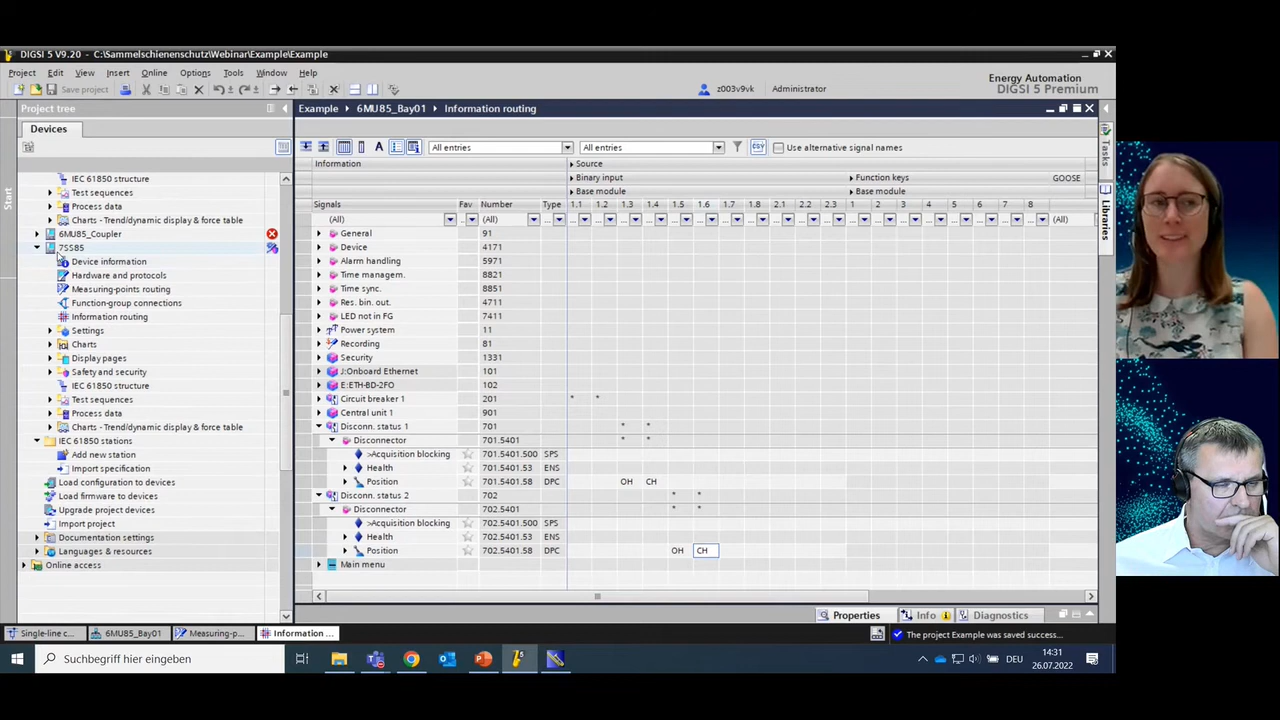 DIGSI 5 V9.20 - C:\Sammelschienenschutz\Webinar\Example\Example
Project Edit View Insert Online Options Tools Window Help
Energy Automation
DIGSI 5 Premium
Save project
z003v9vk
Administrator
Project tree
Example 6MU85_Bay01 Information routing
Devices
All entries
All entries
CSV
Use alternative signal names
Start
Tasks
Libraries
Information
Source
Binary input
Function keys
GOOSE
Base module
Base module
Signals Fav Number Type 1.1 ... 1.3 ... 1.5 1.6 ... 2.2 2.3 1 2 3 4 5 6 7 8
(All) (All) (All)
IEC 61850 structure
Test sequences
Process data
Charts - Trend/dynamic display & force table
6MU85_Coupler
7SS85
Device information
Hardware and protocols
Measuring-points routing
Function-group connections
Information routing
Settings
Charts
Display pages
Safety and security
IEC 61850 structure
Test sequences
Process data
Charts - Trend/dynamic display & force table
IEC 61850 stations
Add new station
Import specification
Load configuration to devices
Load firmware to devices
Upgrade project devices
Import project
Documentation settings
Languages & resources
Online access
General 91
Device 4171
Alarm handling 5971
Time managem. 8821
Time sync. 8851
Res. bin. out. 4711
LED not in FG 7411
Power system 11
Recording 81
Security 1331
J:Onboard Ethernet 101
E:ETH-BD-2FO 102
Circuit breaker 1 201 * *
Central unit 1 901
Disconn. status 1 701 * *
Disconnector 701.5401 * *
>Acquisition blocking 701.5401.500 SPS
Health 701.5401.53 ENS
Position 701.5401.58 DPC OH CH
Disconn. status 2 702 * *
Disconnector 702.5401 * *
>Acquisition blocking 702.5401.500 SPS
Health 702.5401.53 ENS
Position 702.5401.58 DPC OH CH
Main menu
Properties Info Diagnostics
Single-line c... 6MU85_Bay01 Measuring-p... Information ...
The project Example was saved success...
Suchbegriff hier eingeben
DEU
14:31
26.07.2022